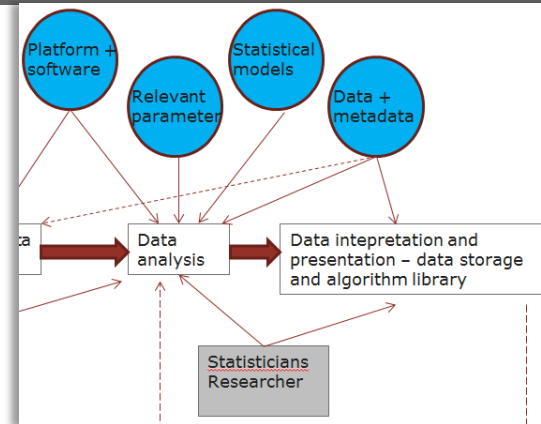 Platform +
software
Statistical
models
Relevant
parameter
Data +
metadata
Data
analysis
Data intepretation and
presentation – data storage
and algorithm library
Statisticians
Researcher